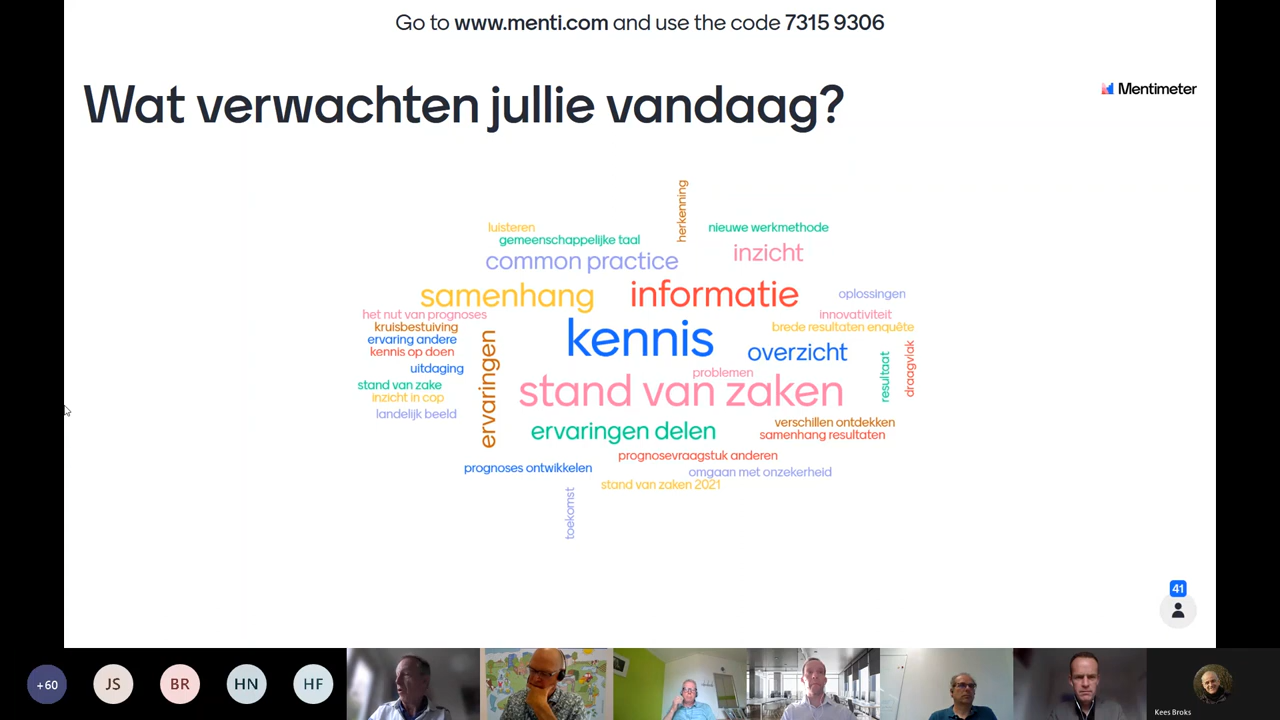 Go to www.menti.com and use the code 7315 9306
Wat verwachten jullie vandaag?
Mentimeter
herkenning
luisteren
nieuwe werkmethode
gemeenschappelijke taal
common practice
inzicht
samenhang
informatie
oplossingen
het nut van prognoses
innovativiteit
kruisbestuiving
brede resultaten enquête
ervaring andere
kennis
kennis op doen
overzicht
ervaringen
resultaat
draagvlak
uitdaging
problemen
stand van zake
stand van zaken
inzicht in cop
landelijk beeld
verschillen ontdekken
ervaringen delen
samenhang resultaten
prognosevraagstuk anderen
prognoses ontwikkelen
omgaan met onzekerheid
stand van zaken 2021
toekomst
41
+60
JS
BR
HN
HF
Kees Broks